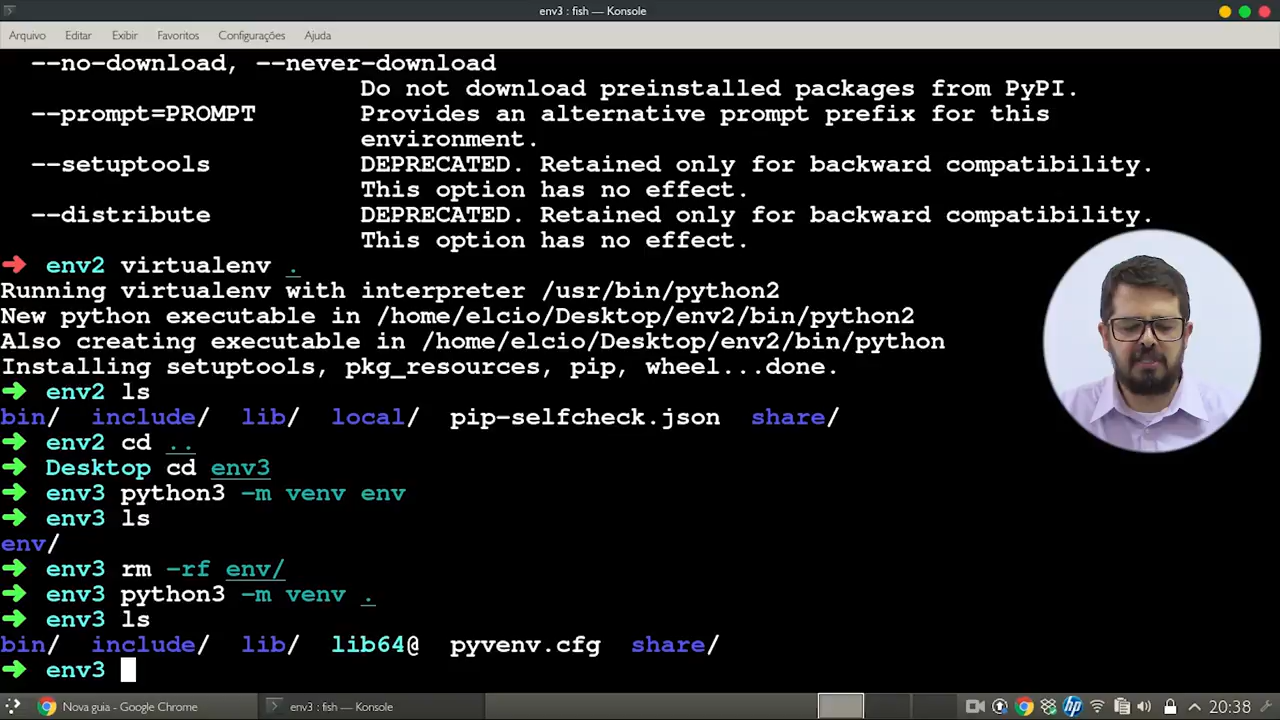 env3 : fish — Konsole
Arquivo Editar Exibir Favoritos Configurações Ajuda
--no-download, --never-download
Do not download preinstalled packages from PyPI.
--prompt=PROMPT Provides an alternative prompt prefix for this
environment.
--setuptools DEPRECATED. Retained only for backward compatibility.
This option has no effect.
--distribute DEPRECATED. Retained only for backward compatibility.
This option has no effect.
➜ env2 virtualenv .
Running virtualenv with interpreter /usr/bin/python2
New python executable in /home/elcio/Desktop/env2/bin/python2
Also creating executable in /home/elcio/Desktop/env2/bin/python
Installing setuptools, pkg_resources, pip, wheel...done.
➜ env2 ls
bin/ include/ lib/ local/ pip-selfcheck.json share/
➜ env2 cd ..
➜ Desktop cd env3
➜ env3 python3 -m venv env
➜ env3 ls
env/
➜ env3 rm -rf env/
➜ env3 python3 -m venv .
➜ env3 ls
bin/ include/ lib/ lib64@ pyvenv.cfg share/
➜ env3
Nova guia - Google Chrome env3 : fish — Konsole hp 20:38